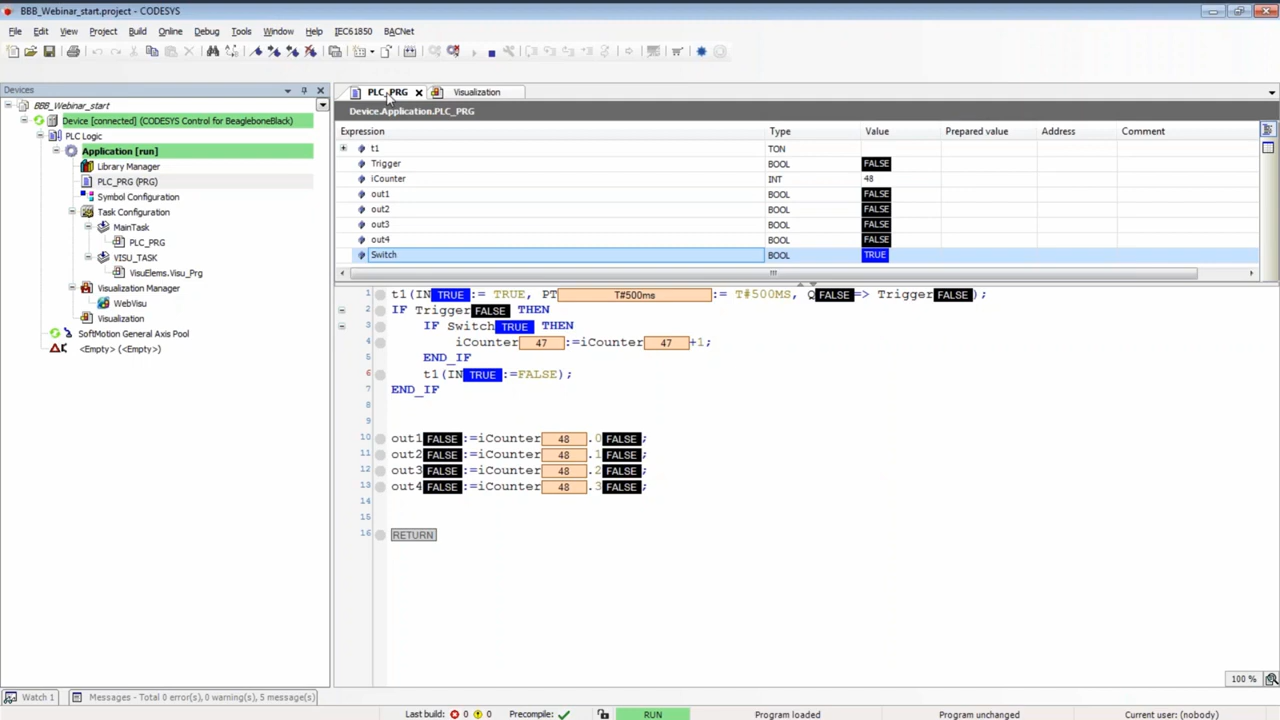 BBB_Webinar_start.project - CODESYS
File Edit View Project Build Online Debug Tools Window Help IEC61850 BACNet
Devices
BBB_Webinar_start
Device [connected] (CODESYS Control for BeagleboneBlack)
PLC Logic
Application [run]
Library Manager
PLC_PRG (PRG)
Symbol Configuration
Task Configuration
MainTask
PLC_PRG
VISU_TASK
VisuElems.Visu_Prg
Visualization Manager
WebVisu
Visualization
SoftMotion General Axis Pool
<Empty> (<Empty>)
PLC_PRG Visualization
Device.Application.PLC_PRG
Expression Type Value Prepared value Address Comment
t1 TON
Trigger BOOL FALSE
iCounter INT 48
out1 BOOL FALSE
out2 BOOL FALSE
out3 BOOL FALSE
out4 BOOL FALSE
Switch BOOL TRUE
1 t1(IN TRUE := TRUE, PT T#500ms := T#500MS, Q FALSE => Trigger FALSE );
2 IF Trigger FALSE THEN
3 IF Switch TRUE THEN
4 iCounter 47 :=iCounter 47 +1;
5 END_IF
6 t1(IN TRUE :=FALSE);
7 END_IF
8
9
10 out1 FALSE :=iCounter 48 .0 FALSE ;
11 out2 FALSE :=iCounter 48 .1 FALSE ;
12 out3 FALSE :=iCounter 48 .2 FALSE ;
13 out4 FALSE :=iCounter 48 .3 FALSE ;
14
15
16 RETURN
100 %
Watch 1 Messages - Total 0 error(s), 0 warning(s), 5 message(s)
Last build: 0 0 Precompile: RUN Program loaded Program unchanged Current user: (nobody)